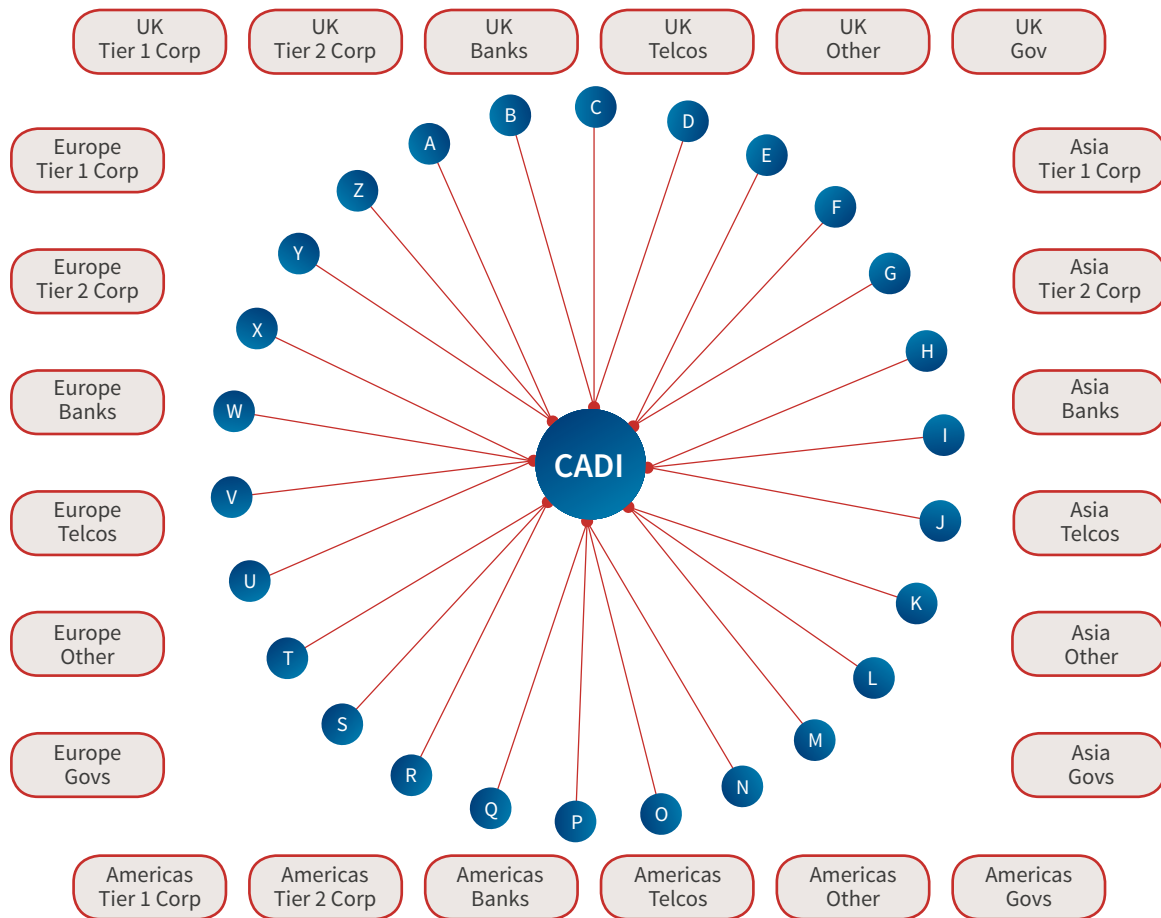 UK
Tier 1 Corp
UK
Tier 2 Corp
UK
Banks
UK
Telcos
UK
Other
UK
Gov
C
B
D
A
E
Z
F
Y
G
X
H
W
I
V
J
U
K
T
L
S
M
R
N
Q
O
P
CADI
Europe
Tier 1 Corp
Europe
Tier 2 Corp
Europe
Banks
Europe
Telcos
Europe
Other
Europe
Govs
Asia
Tier 1 Corp
Asia
Tier 2 Corp
Asia
Banks
Asia
Telcos
Asia
Other
Asia
Govs
Americas
Tier 1 Corp
Americas
Tier 2 Corp
Americas
Banks
Americas
Telcos
Americas
Other
Americas
Govs